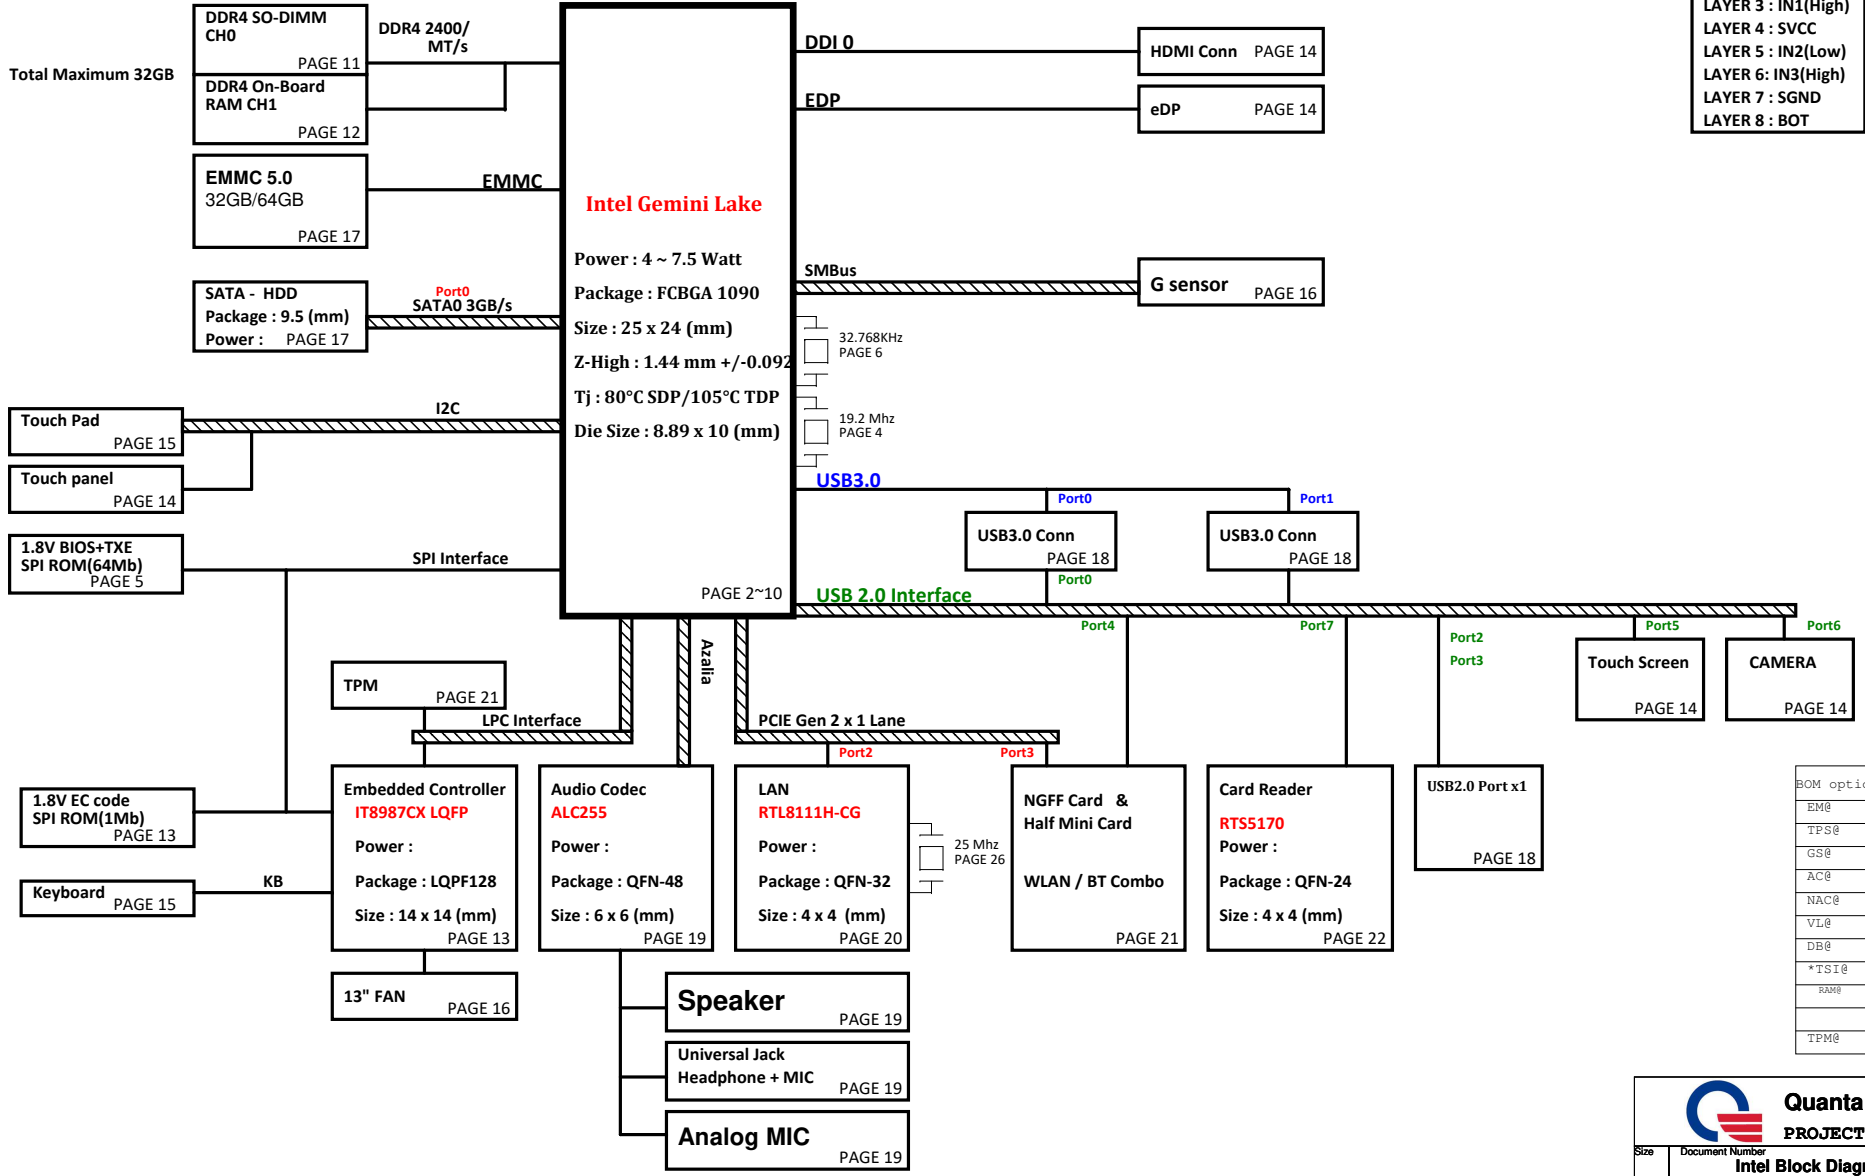 Total Maximum 32GB
DDR4 SO-DIMM
CH0
PAGE 11
DDR4 On-Board
RAM CH1
PAGE 12
DDR4 2400/
MT/s
EMMC 5.0
32GB/64GB
PAGE 17
EMMC
SATA - HDD
Package : 9.5 (mm)
Power : PAGE 17
Port0
SATA0 3GB/s
Touch Pad
PAGE 15
I2C
Touch panel
PAGE 14
1.8V BIOS+TXE
SPI ROM(64Mb)
PAGE 5
SPI Interface
Intel Gemini Lake
Power : 4 ~ 7.5 Watt
Package : FCBGA 1090
Size : 25 x 24 (mm)
Z-High : 1.44 mm +/-0.092
Tj : 80°C SDP/105°C TDP
Die Size : 8.89 x 10 (mm)
PAGE 2~10
DDI 0
HDMI Conn PAGE 14
EDP
eDP PAGE 14
SMBus
G sensor PAGE 16
32.768KHz
PAGE 6
19.2 Mhz
PAGE 4
LAYER 3 : IN1(High)
LAYER 4 : SVCC
LAYER 5 : IN2(Low)
LAYER 6: IN3(High)
LAYER 7 : SGND
LAYER 8 : BOT
USB3.0
Port0
Port1
USB3.0 Conn
PAGE 18
USB3.0 Conn
PAGE 18
Port0
USB 2.0 Interface
Port4
Port7
Port2
Port3
Port5
Port6
Touch Screen
PAGE 14
CAMERA
PAGE 14
TPM
PAGE 21
LPC Interface
Azalia
PCIE Gen 2 x 1 Lane
Port2
Port3
1.8V EC code
SPI ROM(1Mb)
PAGE 13
Keyboard
PAGE 15
KB
Embedded Controller
IT8987CX LQFP
Power :
Package : LQPF128
Size : 14 x 14 (mm)
PAGE 13
13" FAN
PAGE 16
Audio Codec
ALC255
Power :
Package : QFN-48
Size : 6 x 6 (mm)
PAGE 19
LAN
RTL8111H-CG
Power :
Package : QFN-32
Size : 4 x 4 (mm)
PAGE 20
25 Mhz
PAGE 26
NGFF Card &
Half Mini Card
WLAN / BT Combo
PAGE 21
Card Reader
RTS5170
Power :
Package : QFN-24
Size : 4 x 4 (mm)
PAGE 22
USB2.0 Port x1
PAGE 18
Speaker
PAGE 19
Universal Jack
Headphone + MIC
PAGE 19
Analog MIC
PAGE 19
BOM optio
EM@
TPS@
GS@
AC@
NAC@
VL@
DB@
*TSI@
RAM@
TPM@
Quanta
PROJECT
Size
Document Number
Intel Block Diagr